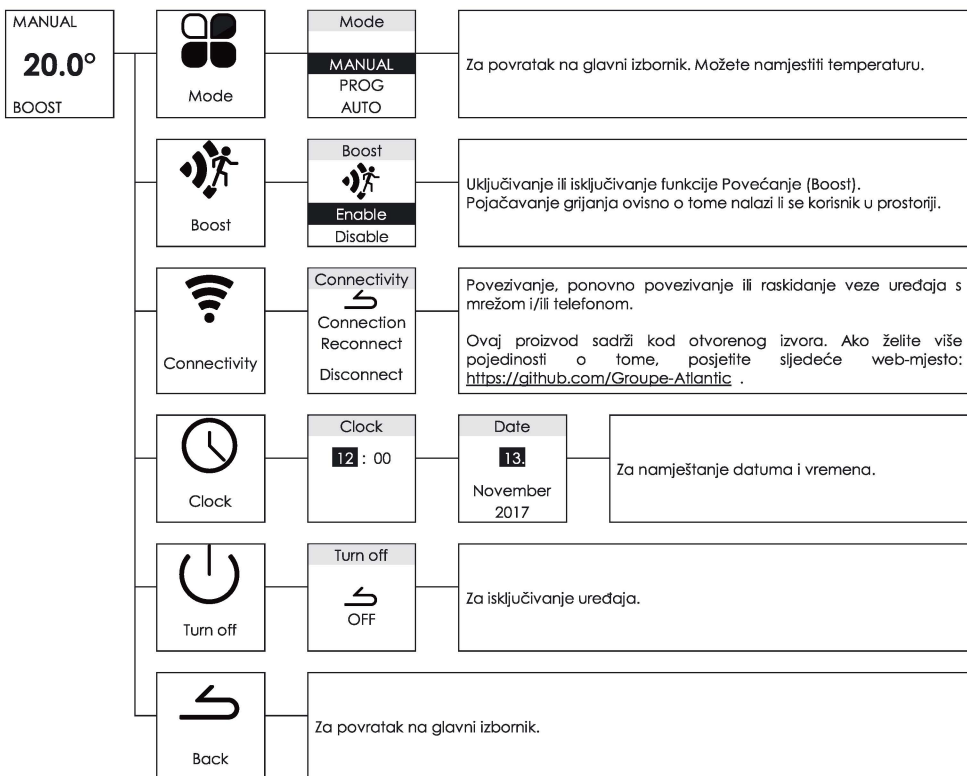 MANUAL
20.0°
BOOST
Mode
Mode
MANUAL
PROG
AUTO
Za povratak na glavni izbornik. Možete namjestiti temperaturu.
Boost
Boost
Enable
Disable
Uključivanje ili isključivanje funkcije Povećanje (Boost).
Pojačavanje grijanja ovisno o tome nalazi li se korisnik u prostoriji.
Connectivity
Connectivity
Connection
Reconnect
Disconnect
Povezivanje, ponovno povezivanje ili raskidanje veze uređaja s
mrežom i/ili telefonom.
Ovaj proizvod sadrži kod otvorenog izvora. Ako želite više
pojedinosti o tome, posjetite sljedeće web-mjesto:
https://github.com/Groupe-Atlantic .
Clock
Clock
12 : 00
Date
13.
November
2017
Za namještanje datuma i vremena.
Turn off
Turn off
OFF
Za isključivanje uređaja.
Back
Za povratak na glavni izbornik.